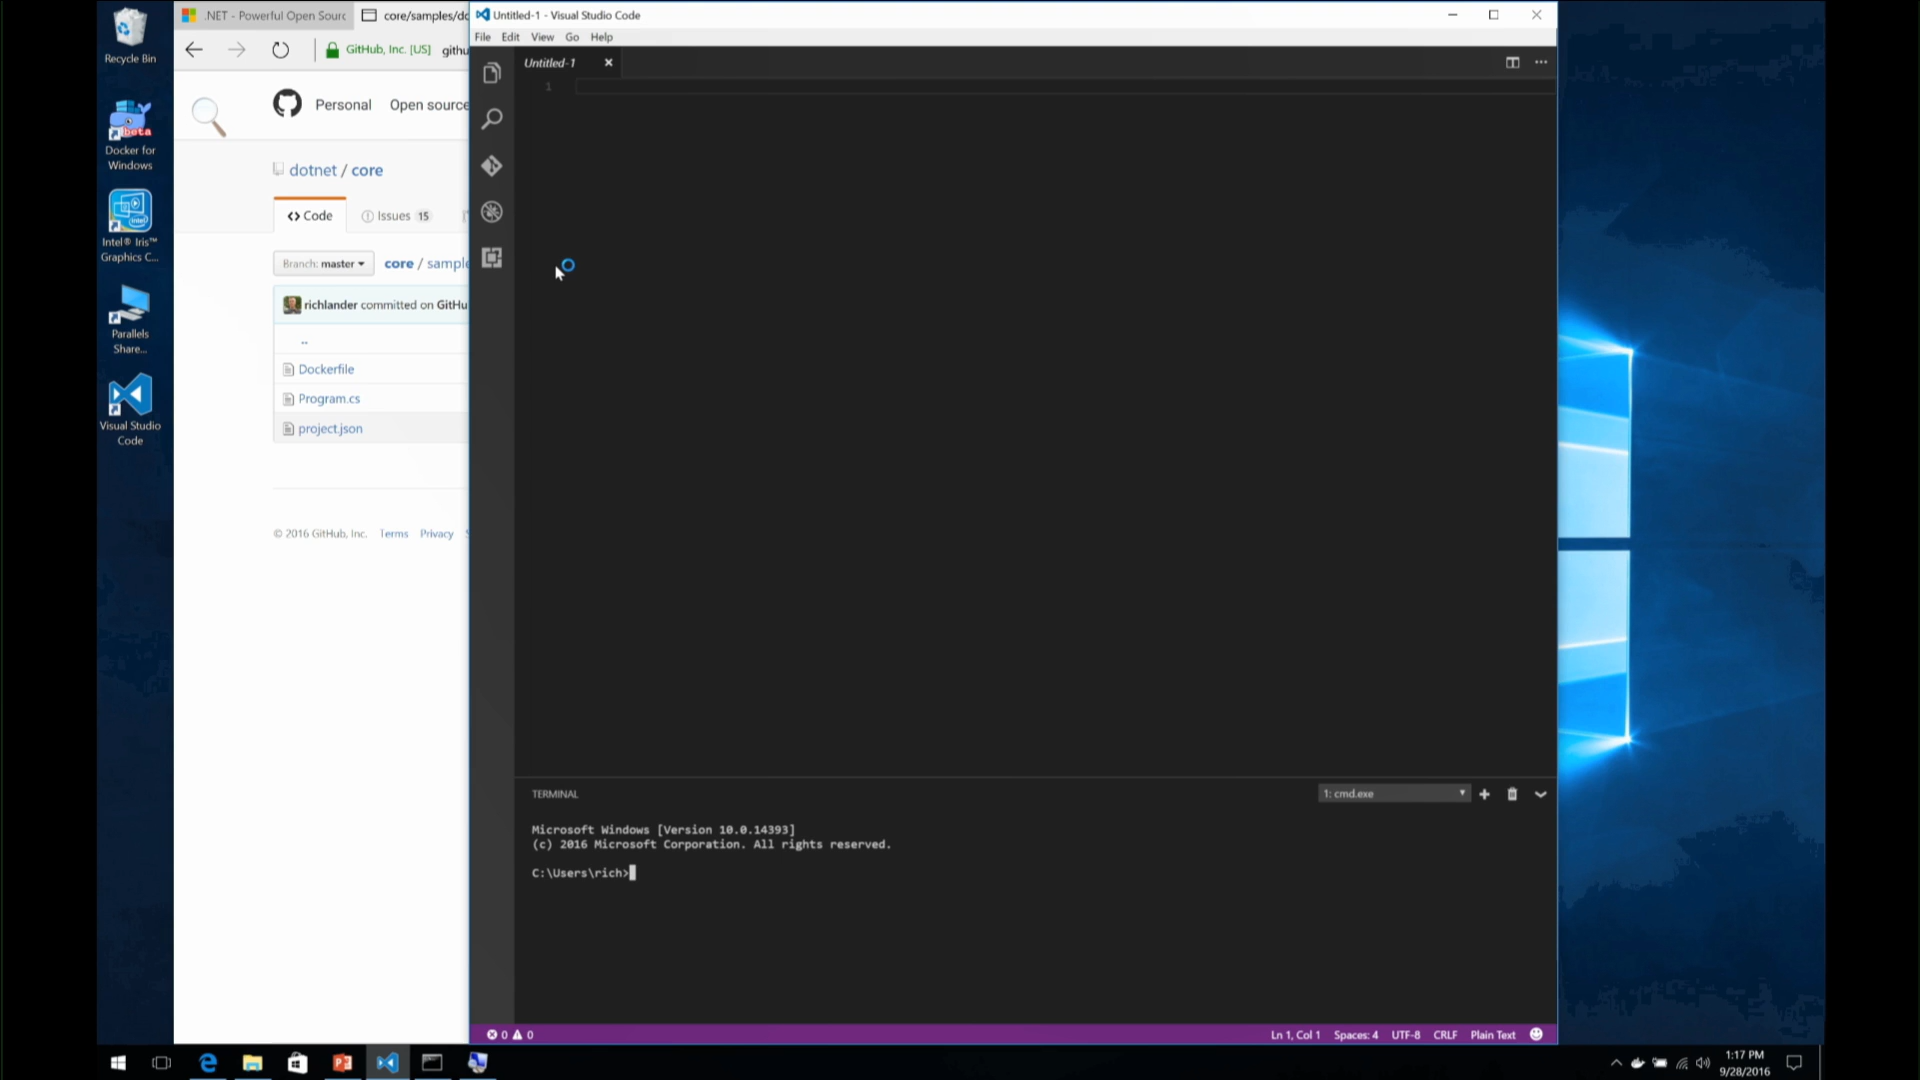 Recycle Bin
beta
Docker for
Windows
intel
Intel® Iris™
Graphics C...
Parallels
Share...
Visual Studio
Code
.NET - Powerful Open Sourc
core/samples/do
GitHub, Inc. [US]
githu
Personal
Open source
dotnet / core
Code
Issues 15
Branch: master
core / sample
richlander committed on GitHu
..
Dockerfile
Program.cs
project.json
© 2016 GitHub, Inc.
Terms
Privacy
Untitled-1 - Visual Studio Code
File Edit View Go Help
Untitled-1
1
TERMINAL
1: cmd.exe
Microsoft Windows [Version 10.0.14393]
(c) 2016 Microsoft Corporation. All rights reserved.
C:\Users\rich>
0 0
Ln 1, Col 1
Spaces: 4
UTF-8
CRLF
Plain Text
1:17 PM
9/28/2016